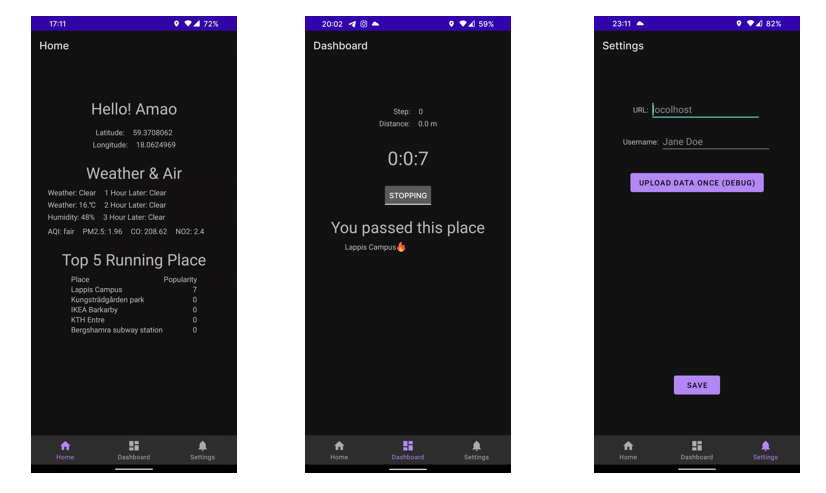 17:11 72%
Home
Hello! Amao
Latitude: 59.3708062
Longitude: 18.0624969
Weather & Air
Weather: Clear 1 Hour Later: Clear
Weather: 16.℃ 2 Hour Later: Clear
Humidity: 48% 3 Hour Later: Clear
AQI: fair PM2.5: 1.96 CO: 208.62 NO2: 2.4
Top 5 Running Place
Place Popularity
Lappis Campus 7
Kungsträdgården park 0
IKEA Barkarby 0
KTH Entre 0
Bergshamra subway station 0
Home Dashboard Settings
20:02 59%
Dashboard
Step: 0
Distance: 0.0 m
0:0:7
STOPPING
You passed this place
Lappis Campus🔥
Home Dashboard Settings
23:11 82%
Settings
URL: locolhost
Username: Jane Doe
UPLOAD DATA ONCE (DEBUG)
SAVE
Home Dashboard Settings